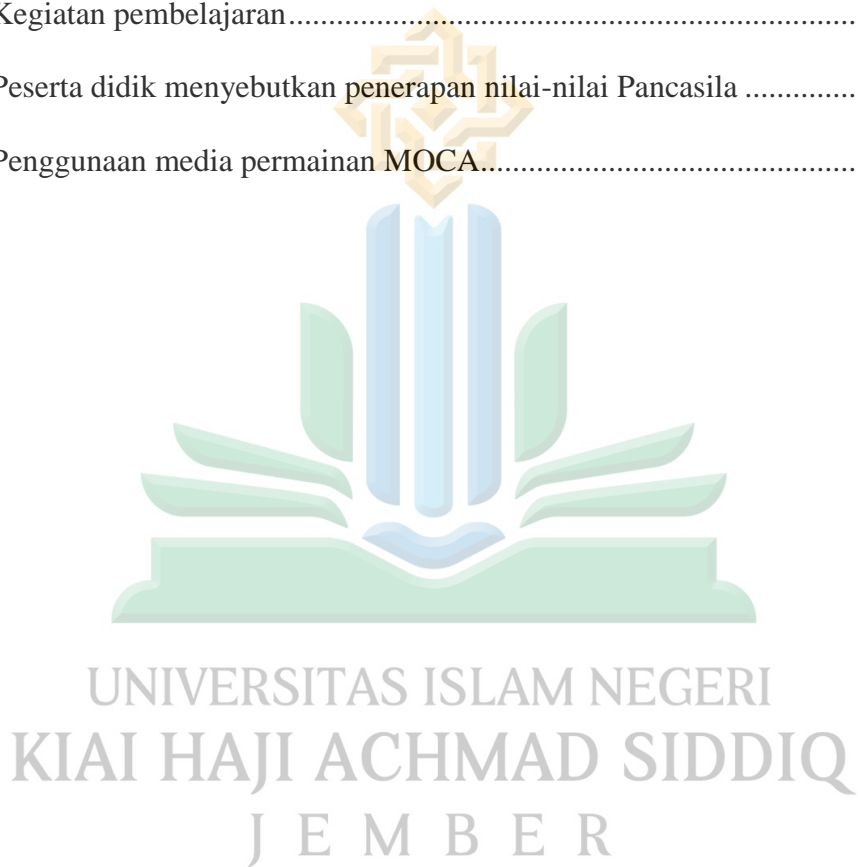 Kegiatan pembelajaran......................................................................
Peserta didik menyebutkan penerapan nilai-nilai Pancasila ..............
Penggunaan media permainan MOCA...............................................
UNIVERSITAS ISLAM NEGERI
KIAI HAJI ACHMAD SIDDIQ
J E M B E R